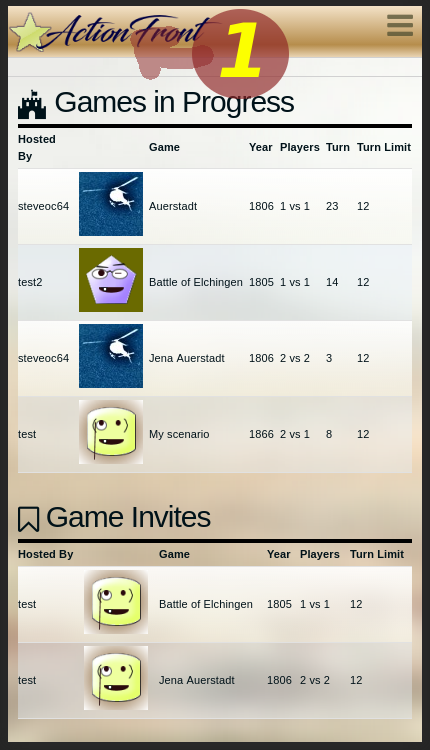 ActionFront
1
Games in Progress
Hosted By Game Year Players Turn Turn Limit
steveoc64 Auerstadt 1806 1 vs 1 23 12
test2 Battle of Elchingen 1805 1 vs 1 14 12
steveoc64 Jena Auerstadt 1806 2 vs 2 3 12
test My scenario 1866 2 vs 1 8 12
Game Invites
Hosted By Game Year Players Turn Limit
test Battle of Elchingen 1805 1 vs 1 12
test Jena Auerstadt 1806 2 vs 2 12